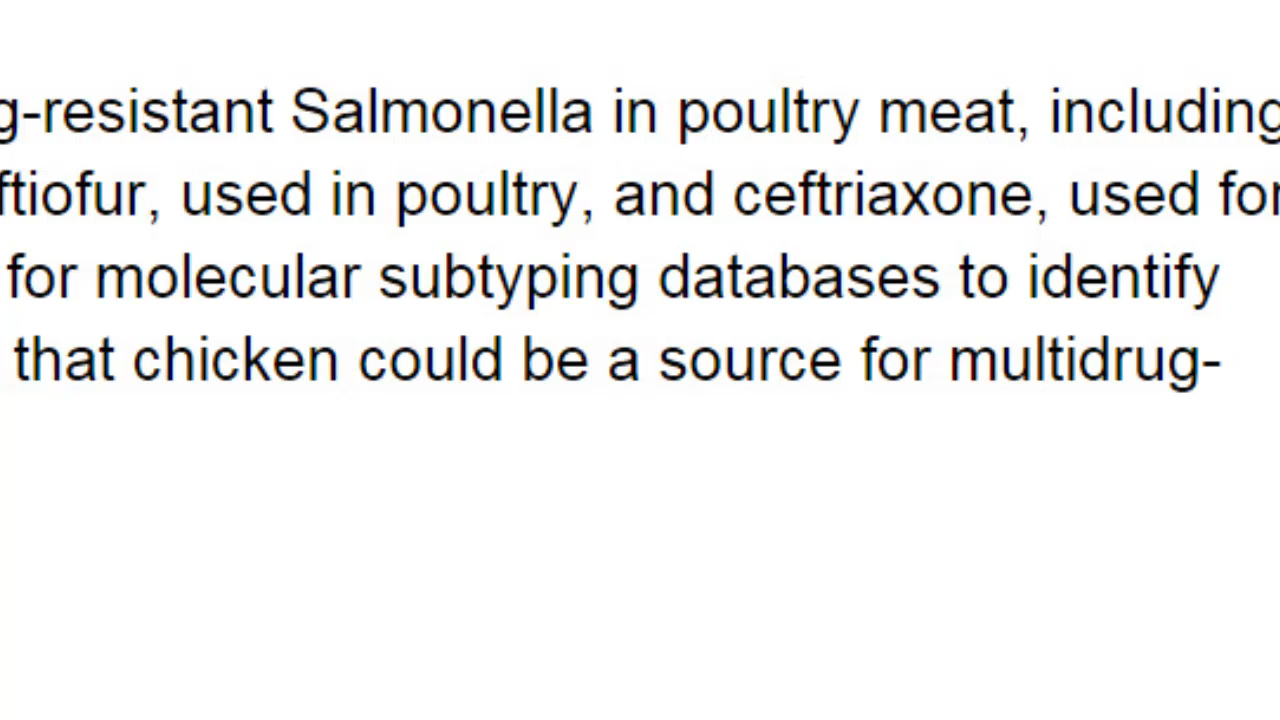 g-resistant Salmonella in poultry meat, including
ftiofur, used in poultry, and ceftriaxone, used for
for molecular subtyping databases to identify
that chicken could be a source for multidrug-